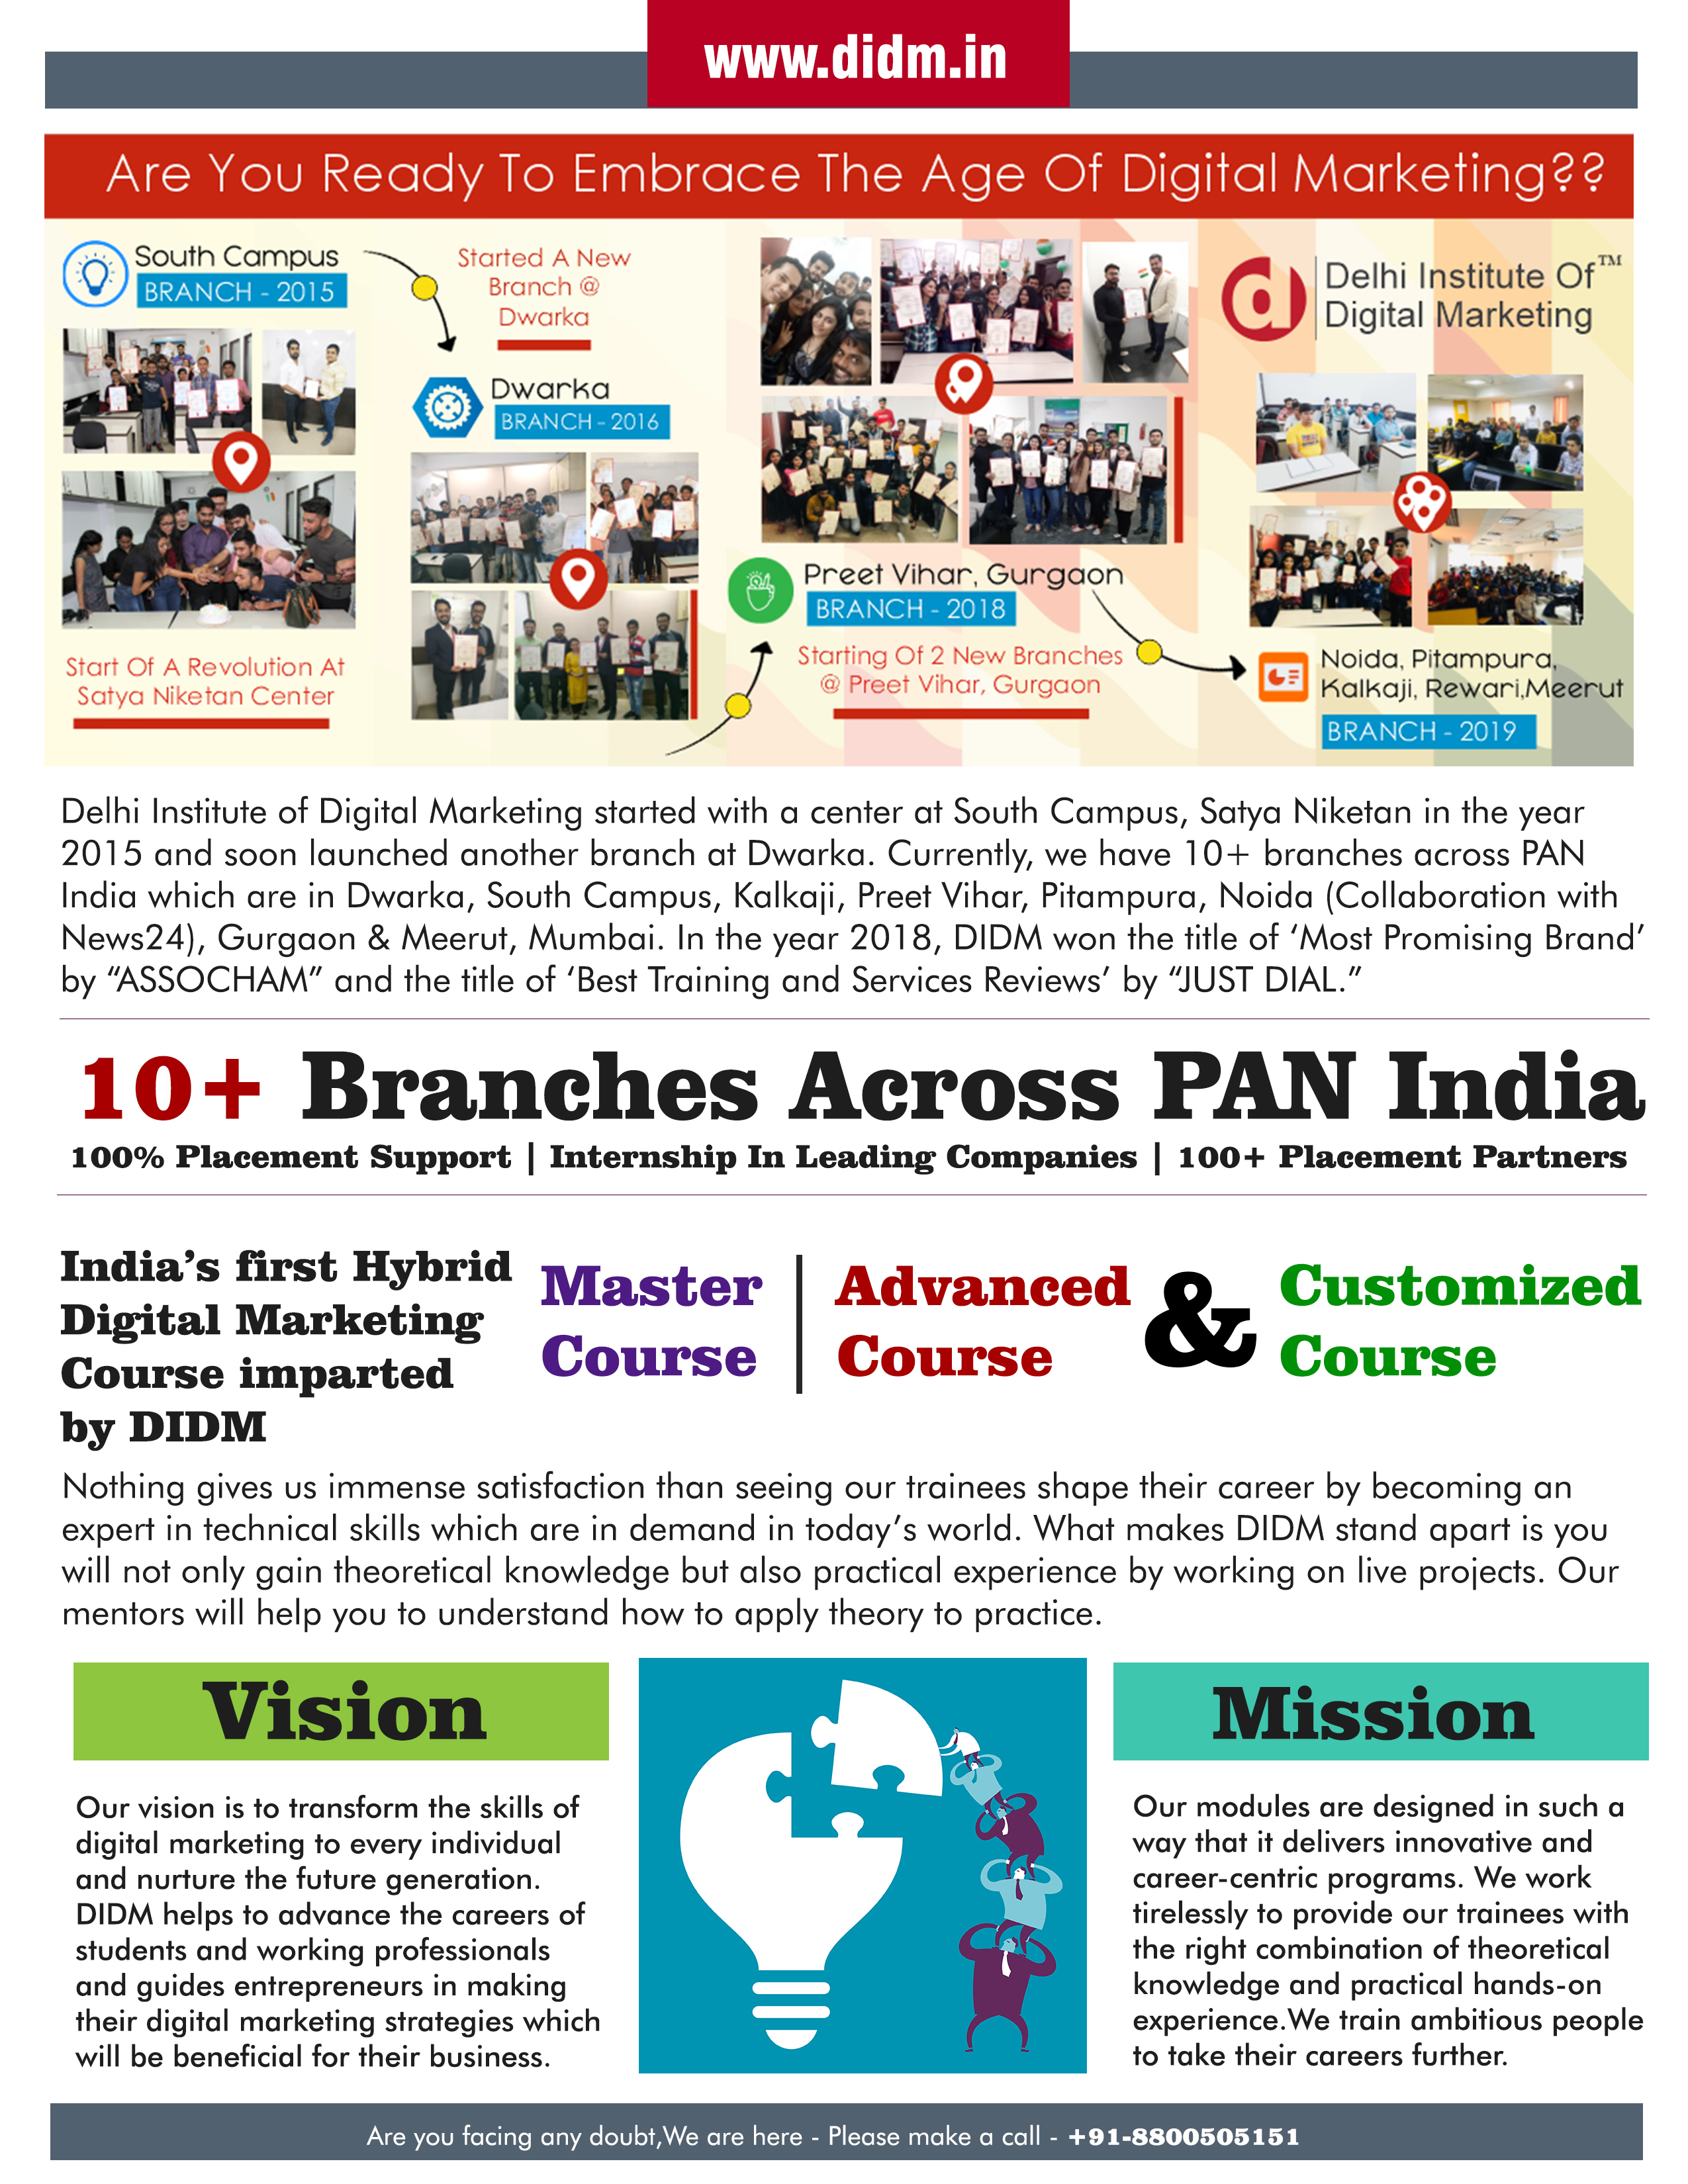 www.didm.in
Are You Ready To Embrace The Age Of Digital Marketing??
South Campus
BRANCH - 2015
Start Of A Revolution At
Satya Niketan Center
Started A New
Branch @
Dwarka
Dwarka
BRANCH - 2016
Preet Vihar, Gurgaon
BRANCH - 2018
Starting Of 2 New Branches
@ Preet Vihar, Gurgaon
Delhi Institute Of™
Digital Marketing
Noida, Pitampura,
Kalkaji, Rewari,Meerut
BRANCH - 2019
Delhi Institute of Digital Marketing started with a center at South Campus, Satya Niketan in the year
2015 and soon launched another branch at Dwarka. Currently, we have 10+ branches across PAN
India which are in Dwarka, South Campus, Kalkaji, Preet Vihar, Pitampura, Noida (Collaboration with
News24), Gurgaon & Meerut, Mumbai. In the year 2018, DIDM won the title of ‘Most Promising Brand’
by “ASSOCHAM” and the title of ‘Best Training and Services Reviews’ by “JUST DIAL.”
10+ Branches Across PAN India
100% Placement Support | Internship In Leading Companies | 100+ Placement Partners
India’s first Hybrid
Digital Marketing
Course imparted
by DIDM
Master
Course
Advanced
Course
&
Customized
Course
Nothing gives us immense satisfaction than seeing our trainees shape their career by becoming an
expert in technical skills which are in demand in today’s world. What makes DIDM stand apart is you
will not only gain theoretical knowledge but also practical experience by working on live projects. Our
mentors will help you to understand how to apply theory to practice.
Vision
Our vision is to transform the skills of
digital marketing to every individual
and nurture the future generation.
DIDM helps to advance the careers of
students and working professionals
and guides entrepreneurs in making
their digital marketing strategies which
will be beneficial for their business.
Mission
Our modules are designed in such a
way that it delivers innovative and
career-centric programs. We work
tirelessly to provide our trainees with
the right combination of theoretical
knowledge and practical hands-on
experience.We train ambitious people
to take their careers further.
Are you facing any doubt,We are here - Please make a call - +91-8800505151